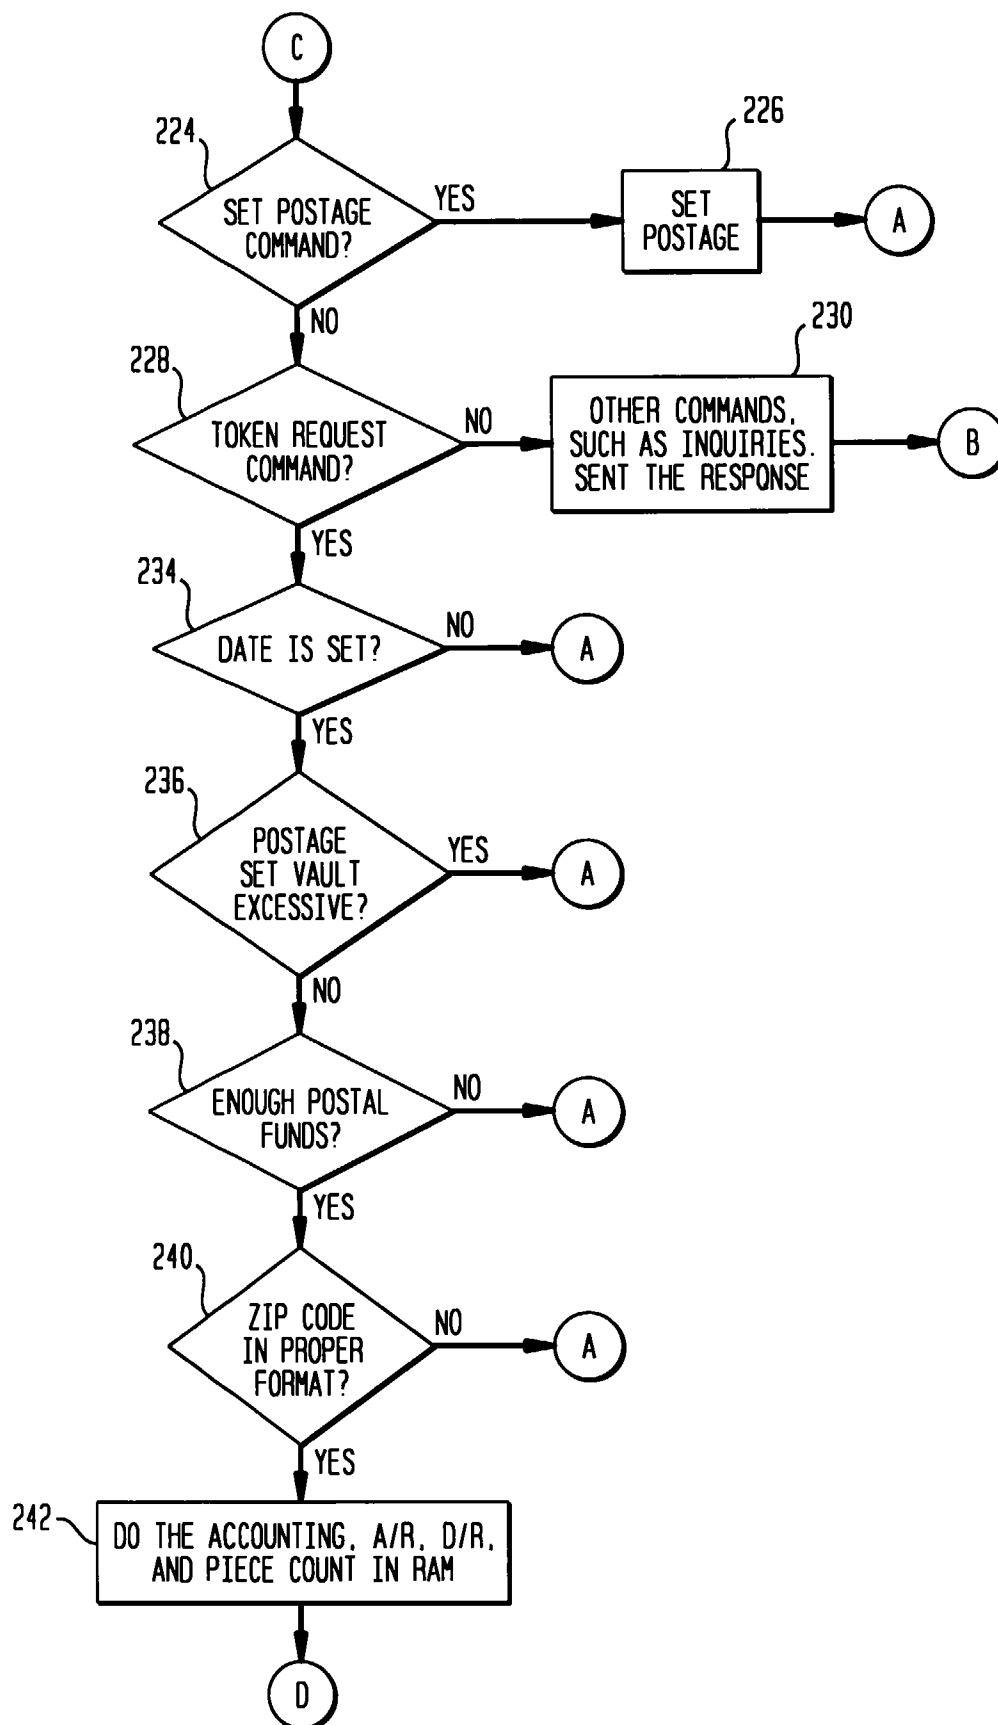 C
224
SET POSTAGE
COMMAND?
YES
226
SET
POSTAGE
A
NO
228
TOKEN REQUEST
COMMAND?
NO
230
OTHER COMMANDS,
SUCH AS INQUIRIES.
SENT THE RESPONSE
B
YES
234
DATE IS SET?
NO
A
YES
236
POSTAGE
SET VAULT
EXCESSIVE?
YES
A
NO
238
ENOUGH POSTAL
FUNDS?
NO
A
YES
240
ZIP CODE
IN PROPER
FORMAT?
NO
A
YES
242
DO THE ACCOUNTING, A/R, D/R,
AND PIECE COUNT IN RAM
D